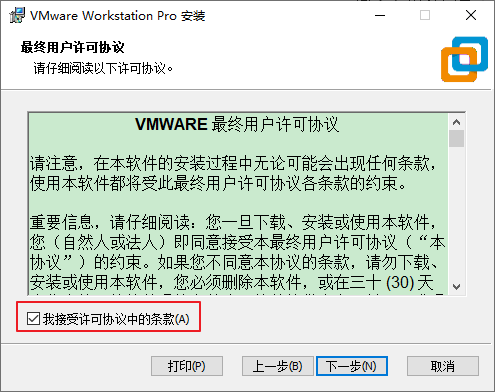 VMware Workstation Pro 安装
最终用户许可协议
请仔细阅读以下许可协议。
VMWARE 最终用户许可协议
请注意，在本软件的安装过程中无论可能会出现任何条款，
使用本软件都将受此最终用户许可协议各条款的约束。
重要信息，请仔细阅读：您一旦下载、安装或使用本软件，
您（自然人或法人）即同意接受本最终用户许可协议（“本
协议”）的约束。如果您不同意本协议的条款，请勿下载、
安装或使用本软件，您必须删除本软件，或在三十 (30) 天
我接受许可协议中的条款(A)
打印(P)
上一步(B)
下一步(N)
取消